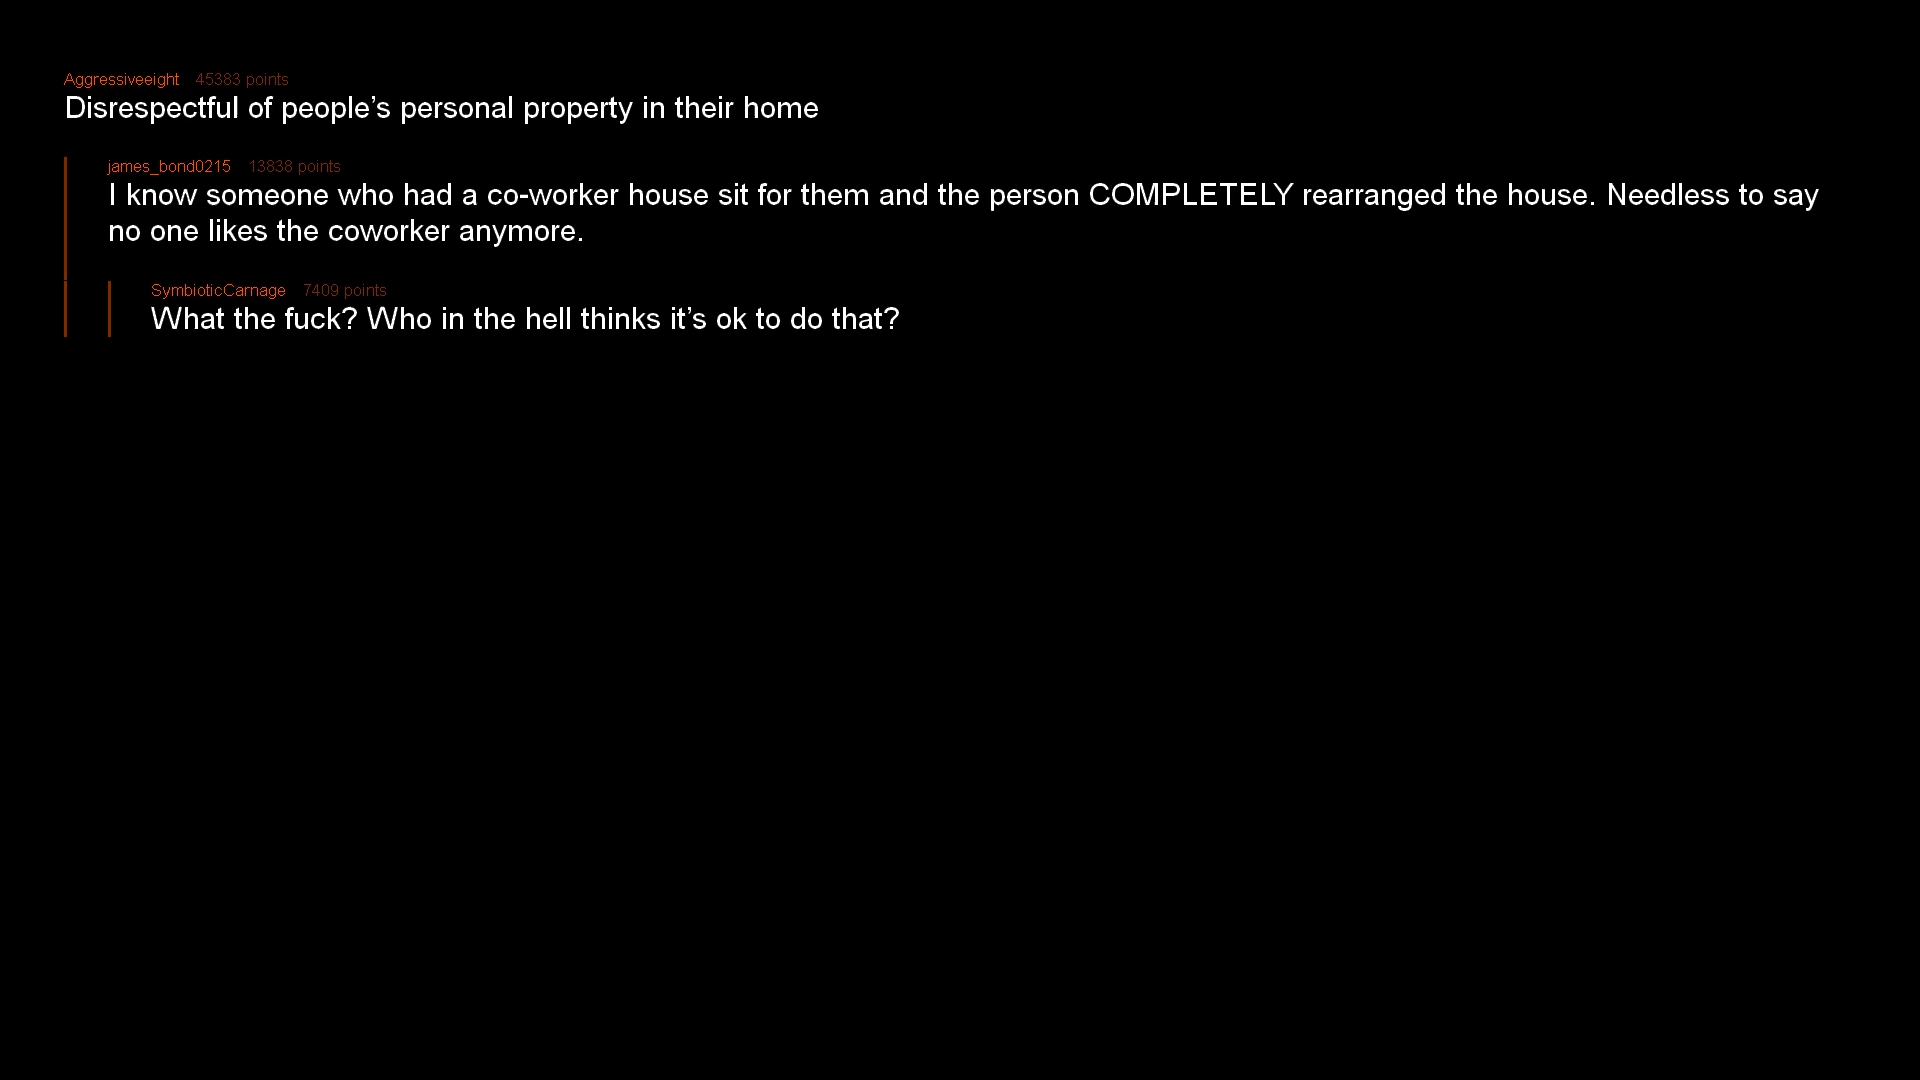 Aggressiveeight 45383 points
Disrespectful of people’s personal property in their home
james_bond0215 13838 points
I know someone who had a co-worker house sit for them and the person COMPLETELY rearranged the house. Needless to say
no one likes the coworker anymore.
SymbioticCarnage 7409 points
What the fuck? Who in the hell thinks it’s ok to do that?